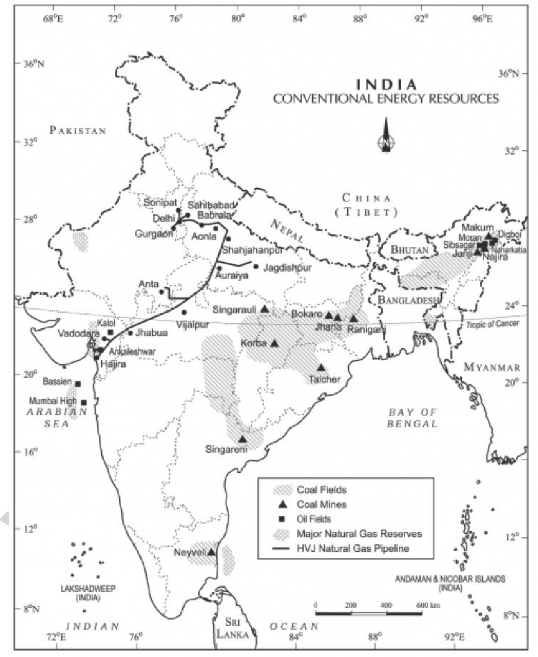 68°E 72° 76° 80° 84° 88° 92° 96°E
36°N
INDIA
36°N
CONVENTIONAL ENERGY RESOURCES
PAKISTAN
32°
32°
CHINA
(TIBET)
Sonipat
Sahibabad
Delhi
Babrala
28°
Gurgaon
Aonla
NEPAL
Makum
Digboi
Moran
Sibsagar
Naharkatia
Janji
Najira
BHUTAN
Shahjahanpur
Auraiya
Jagdishpur
Anta
BANGLADESH
24°
Singarauli
Bokaro
Jharia
Raniganj
Tropic of Cancer
Kalol
Vijaipur
Vadodara
Jhabua
Korba
Ankaleshwar
Hajira
MYANMAR
20°
Talcher
20°
Bassien
Mumbai High
ARABIAN
SEA
BAY OF
BENGAL
Singareni
16°
Coal Fields
Coal Mines
Oil Fields
Major Natural Gas Reserves
HVJ Natural Gas Pipeline
12°
12°
Neyveli
LAKSHADWEEP
(INDIA)
ANDAMAN & NICOBAR ISLANDS
(INDIA)
8°N
0 200 400 600 km
8°N
SRI
LANKA
INDIAN OCEAN
72°E 76° 84° 88° 92°E